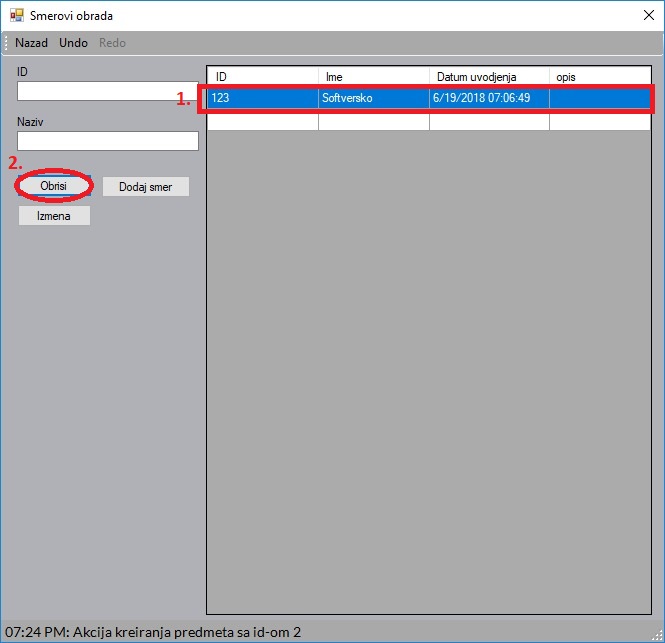 Smerovi obrada
Nazad Undo Redo
ID
Naziv
2.
Obrisi Dodaj smer
Izmena
ID Ime Datum uvodjenja opis
1. 123 Softversko 6/19/2018 07:06:49
07:24 PM: Akcija kreiranja predmeta sa id-om 2